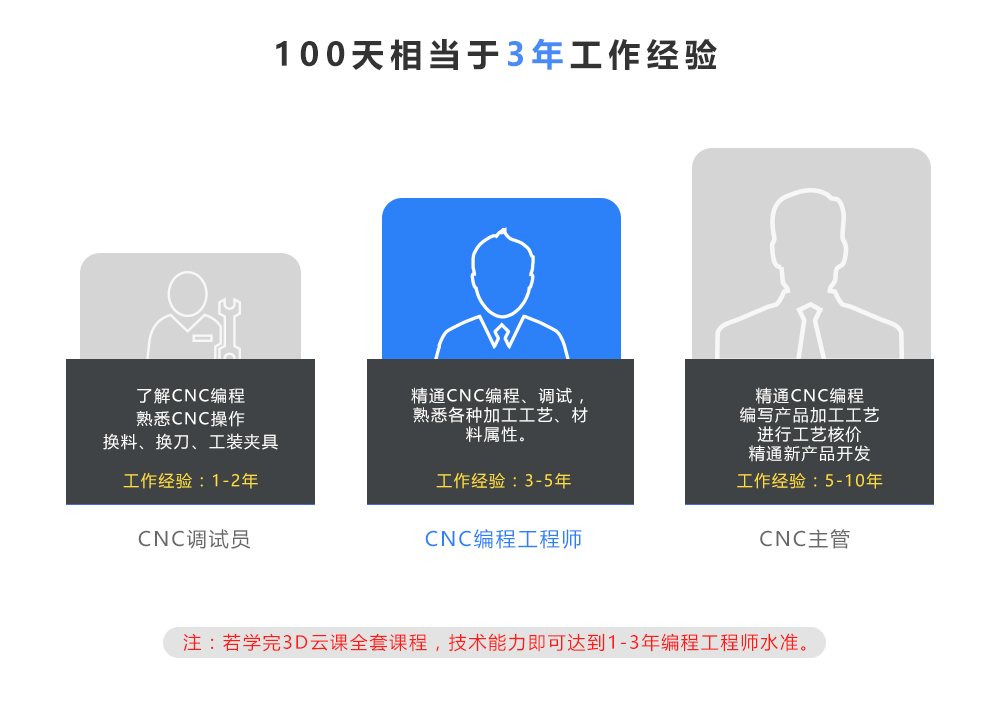 100天相当于3年工作经验
了解CNC编程
熟悉CNC操作
换料、换刀、工装夹具
工作经验：1-2年
CNC调试员
精通CNC编程、调试，
熟悉各种加工工艺、材
料属性。
工作经验：3-5年
CNC编程工程师
精通CNC编程
编写产品加工工艺
进行工艺核价
精通新产品开发
工作经验：5-10年
CNC主管
注：若学完3D云课全套课程，技术能力即可达到1-3年编程工程师水准。